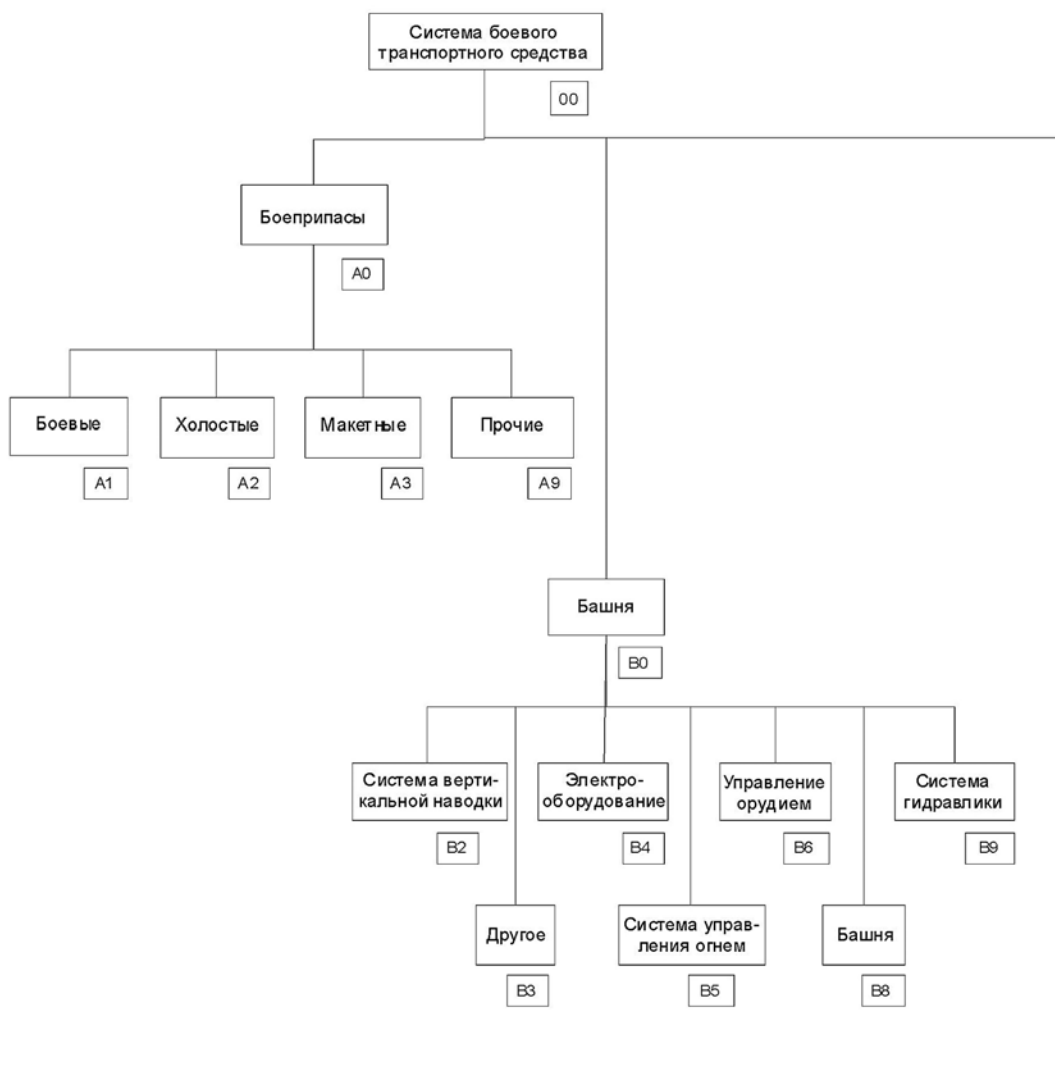 Система боевого
транспортного средства
00
Боеприпасы
A0
Боевые
Холостые
Макетные
Прочие
A1
A2
A3
A9
Башня
B0
Система верти-
кальной наводки
Электро-
оборудование
Управление
орудием
Система
гидравлики
B2
B4
B6
B9
Другое
Система управ-
ления огнем
Башня
B3
B5
B8